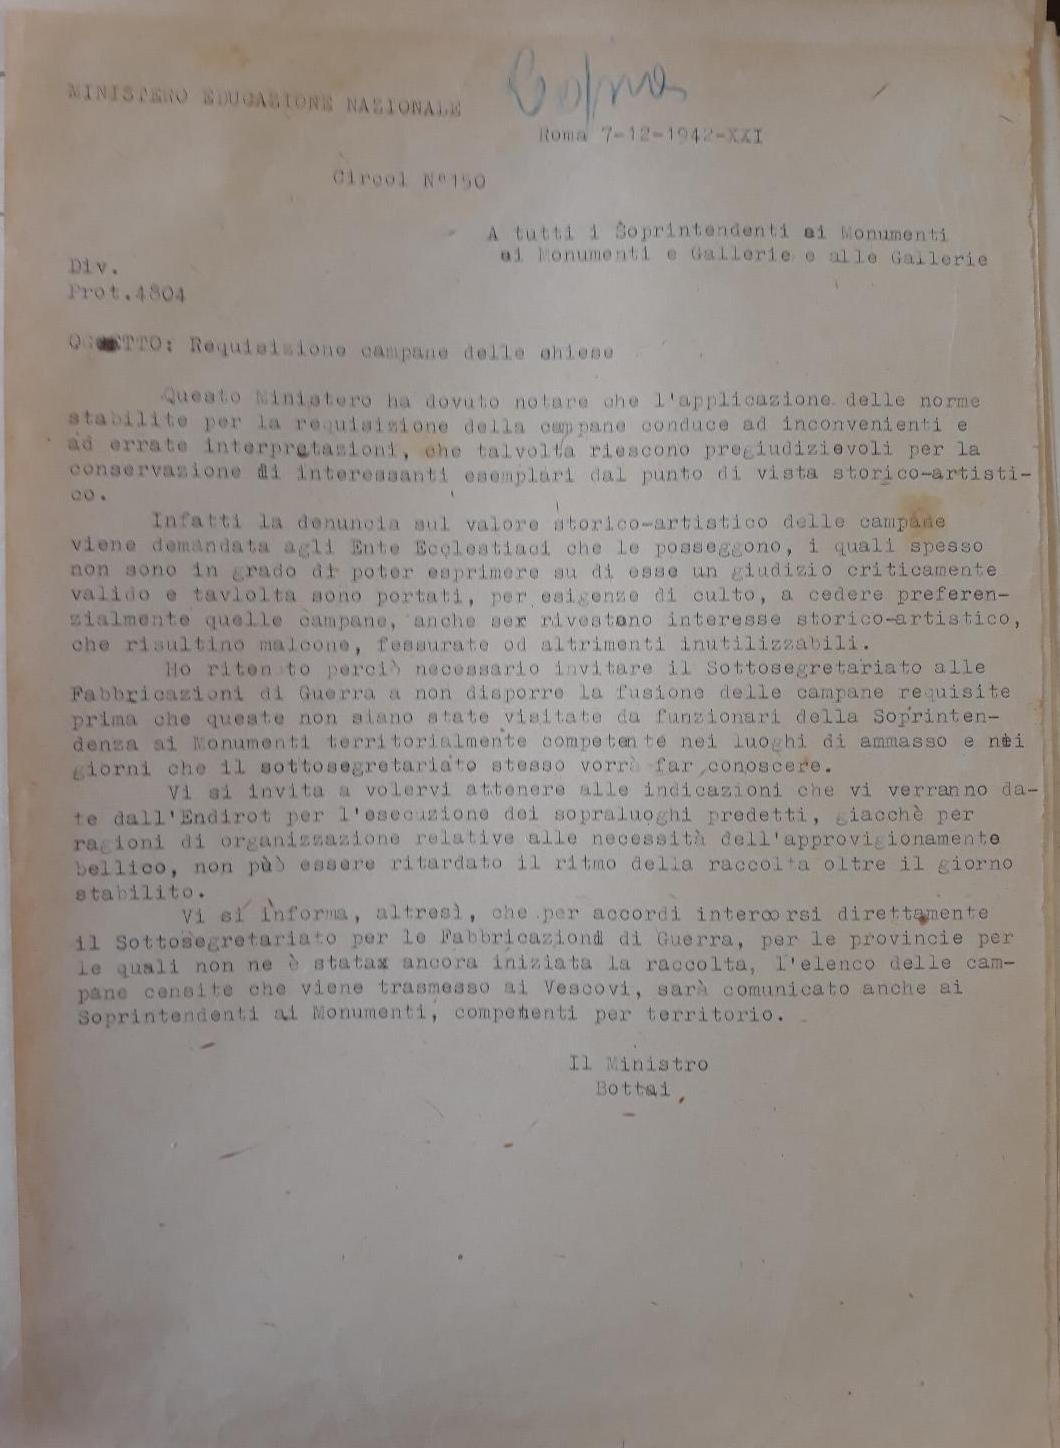 Copia
MINISTERO EDUCAZIONE NAZIONALE
Roma 7-12-1942-XXI
Circol N°150
A tutti i Soprintendenti ai Monumenti
ai Monumenti e Gallerie e alle Gallerie
Div.
Prot.4804
OGGETTO: Requisizione campane delle chiese
Questo Ministero ha dovuto notare che l'applicazione delle norme
stabilite per la requisizione della campane conduce ad inconvenienti e
ad errate interpretazioni, che talvolta riescono pregiudizievoli per la
conservazione di interessanti esemplari dal punto di vista storico-artisti-
co.
Infatti la denuncia sul valore storico-artistico delle campane
viene demandata agli Ente Ecclestiaci che le posseggono, i quali spesso
non sono in grado di poter esprimere su di esse un giudizio criticamente
valido e tavlolta sono portati, per esigenze di culto, a cedere preferen-
zialmente quelle campane, anche sex rivestono interesse storico-artistico,
che risultino malcone, fessurate od altrimenti inutilizzabili.
Ho ritenuto perciò necessario invitare il Sottosegretariato alle
Fabbricazioni di Guerra a non disporre la fusione delle campane requisite
prima che queste non siano state visitate da funzionari della Soprinten-
denza ai Monumenti territorialmente competente nei luoghi di ammasso e nei
giorni che il sottosegretariato stesso vorrà far conoscere.
Vi si invita a volervi attenere alle indicazioni che vi verranno da-
te dall'Endirot per l'esecuzione dei sopraluoghi predetti, giacchè per
ragioni di organizzazione relative alle necessità dell'approvigionamente
bellico, non può essere ritardato il ritmo della raccolta oltre il giorno
stabilito.
Vi si informa, altresì, che per accordi intercorsi direttamente
il Sottosegretariato per le Fabbricazioni di Guerra, per le provincie per
le quali non ne è statax ancora iniziata la raccolta, l'elenco delle cam-
pane censite che viene trasmesso ai Vescovi, sarà comunicato anche ai
Soprintendenti ai Monumenti, competenti per territorio.
Il Ministro
Bottai